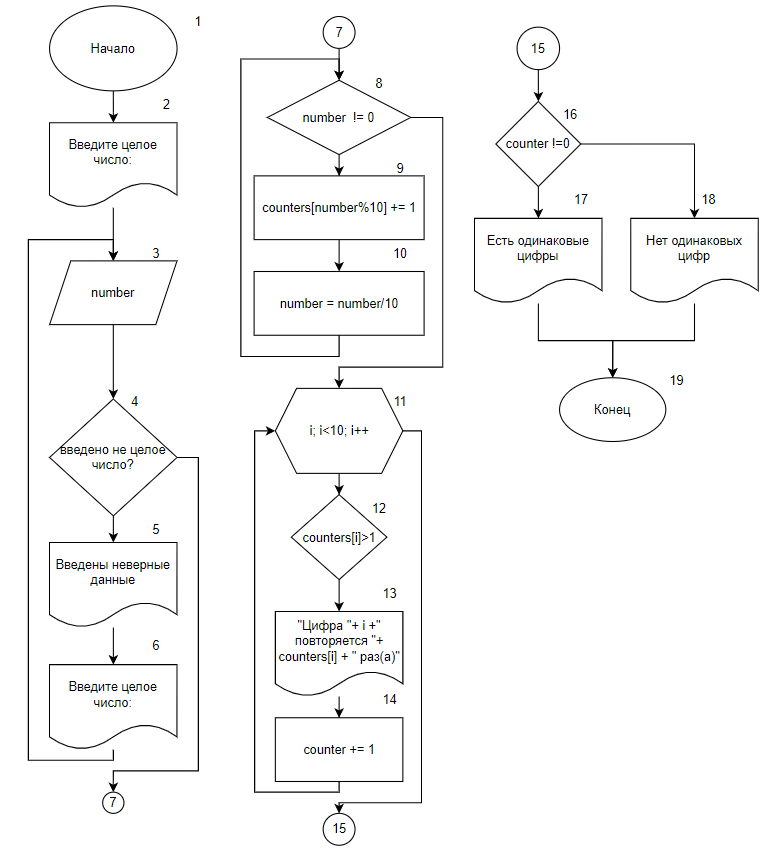 1
Начало
2
Введите целое
число:
3
number
4
введено не целое
число?
5
Введены неверные
данные
6
Введите целое
число:
7
7
8
number != 0
9
counters[number%10] += 1
10
number = number/10
11
i; i<10; i++
12
counters[i]>1
13
"Цифра "+ i +"
повторяется "+
counters[i] + " раз(а)"
14
counter += 1
15
15
16
counter !=0
17
Есть одинаковые
цифры
18
Нет одинаковых
цифр
19
Конец